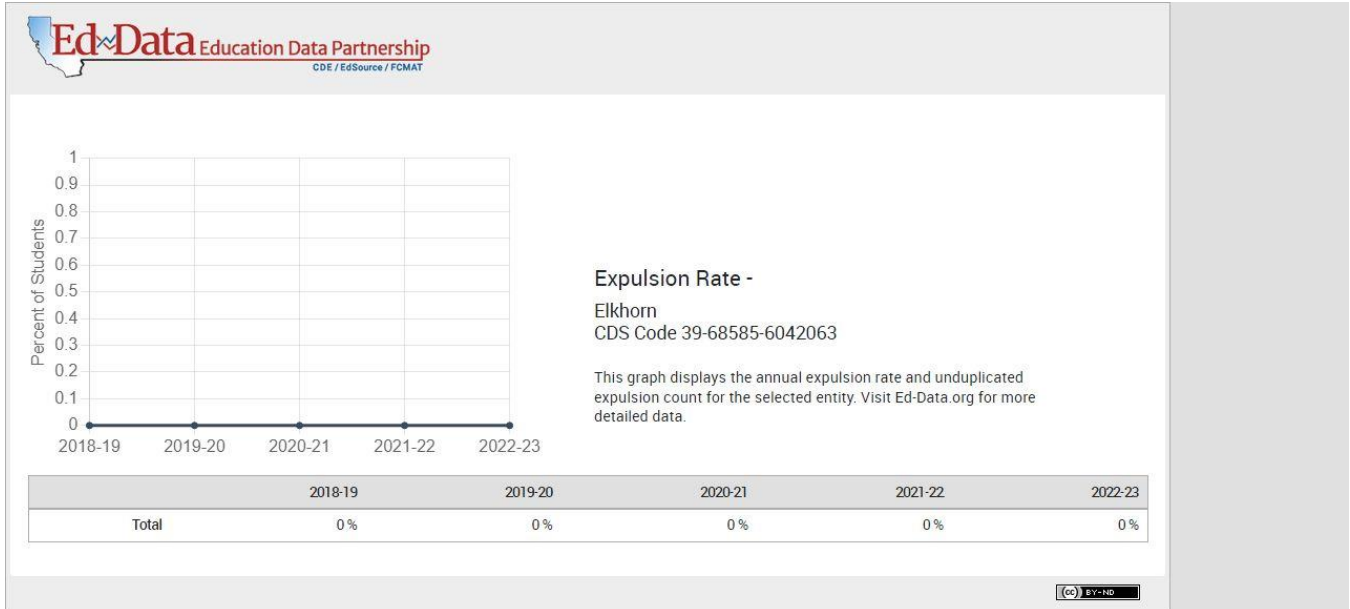 Ed Data Education Data Partnership
CDE / EdSource / FCMAT
Percent of Students
1
0.9
0.8
0.7
0.6
0.5
0.4
0.3
0.2
0.1
0
2018-19 2019-20 2020-21 2021-22 2022-23
Expulsion Rate -
Elkhorn
CDS Code 39-68585-6042063
This graph displays the annual expulsion rate and unduplicated
expulsion count for the selected entity. Visit Ed-Data.org for more
detailed data.
2018-19 2019-20 2020-21 2021-22 2022-23
Total 0 % 0 % 0 % 0 % 0 %
(cc) BY-ND